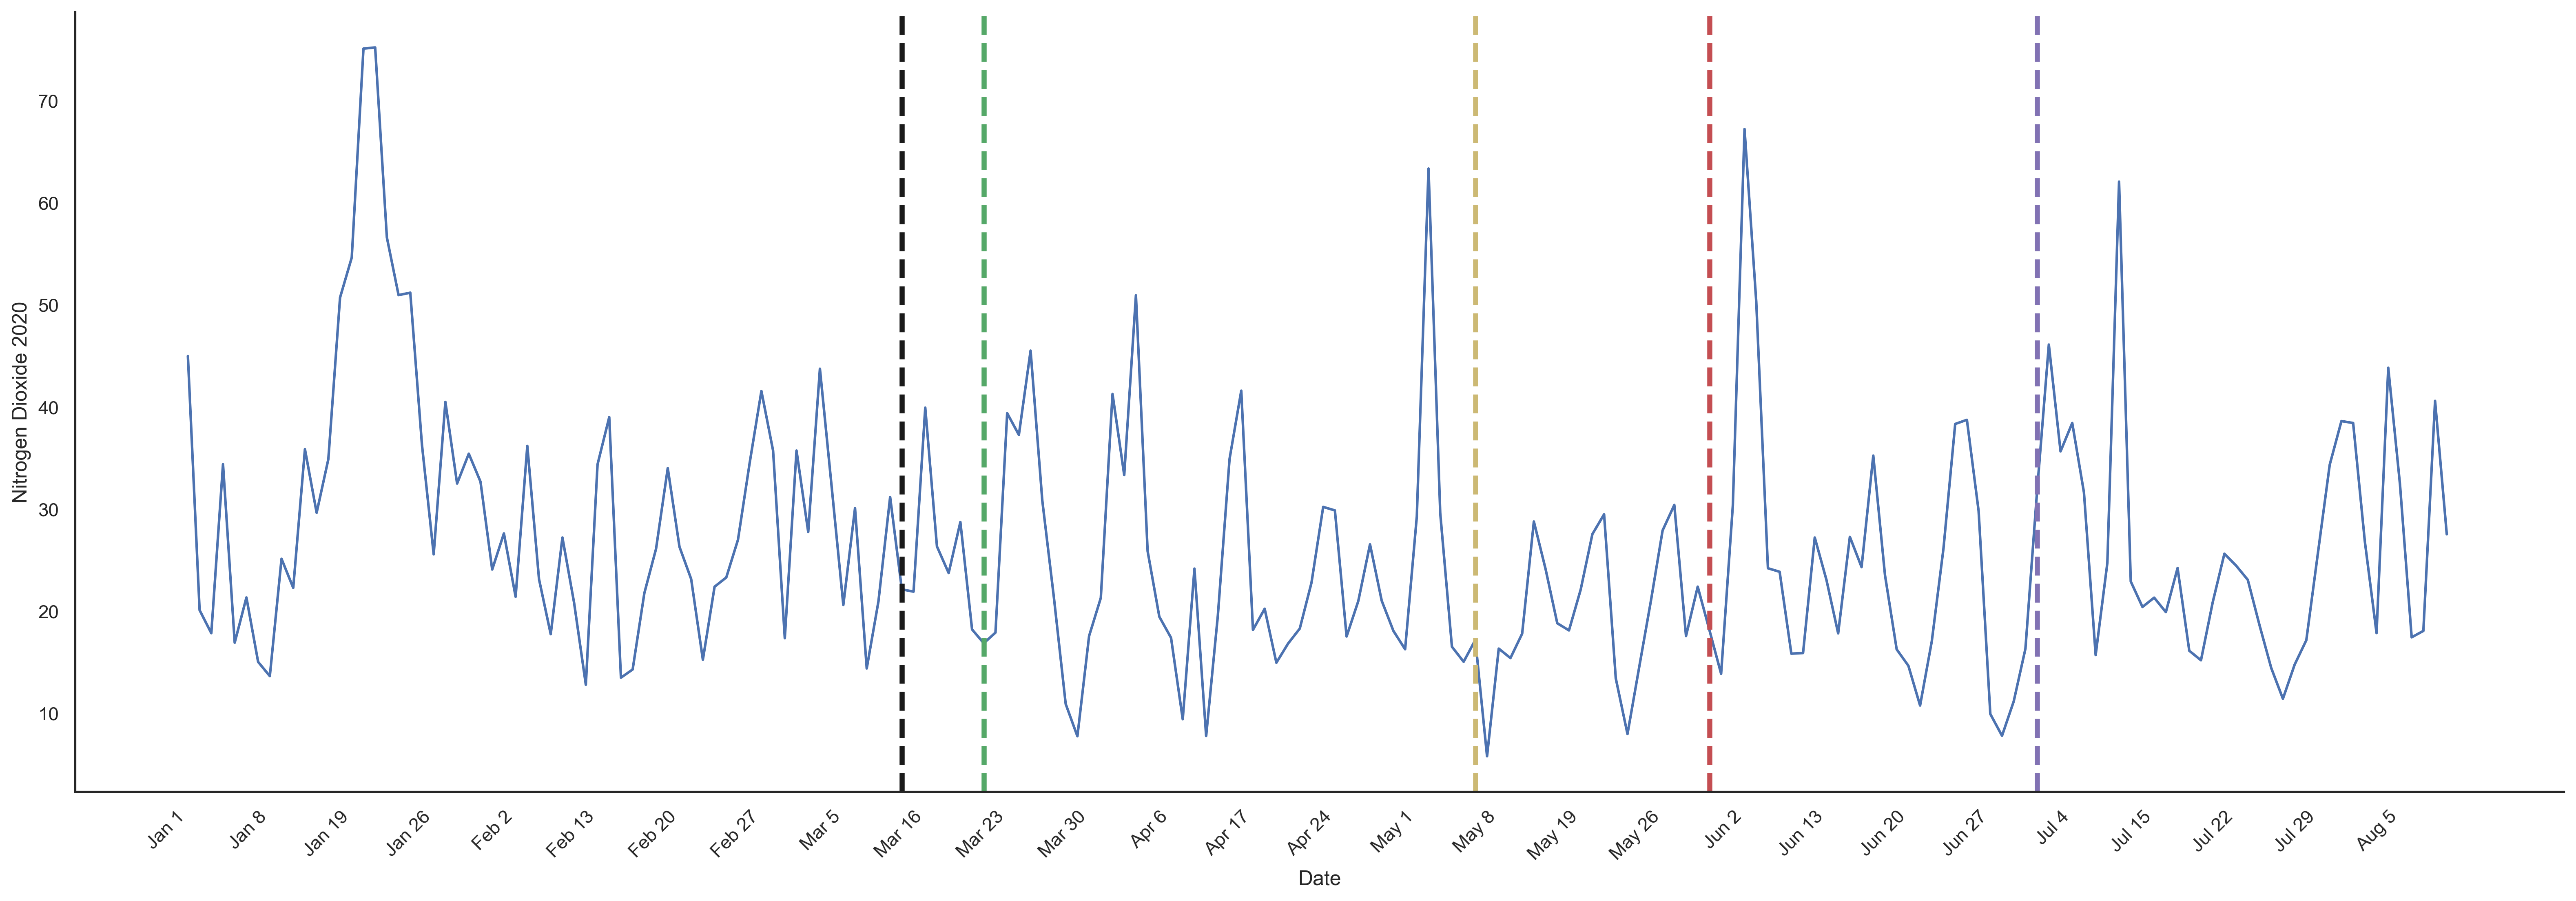 Nitrogen Dioxide 2020
70
60
50
40
30
20
10
Jan 1
Jan 8
Jan 19
Jan 26
Feb 2
Feb 13
Feb 20
Feb 27
Mar 5
Mar 16
Mar 23
Mar 30
Apr 6
Apr 17
Apr 24
May 1
May 8
May 19
May 26
Jun 2
Jun 13
Jun 20
Jun 27
Jul 4
Jul 15
Jul 22
Jul 29
Aug 5
Date